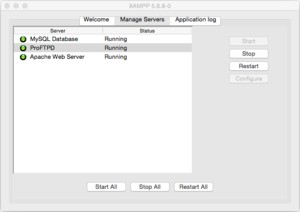 XAMPP 5.6.8-0
Welcome Manage Servers Application log
Server Status
MySQL Database Running
ProFTPD Running
Apache Web Server Running
Start
Stop
Restart
Configure
Start All Stop All Restart All